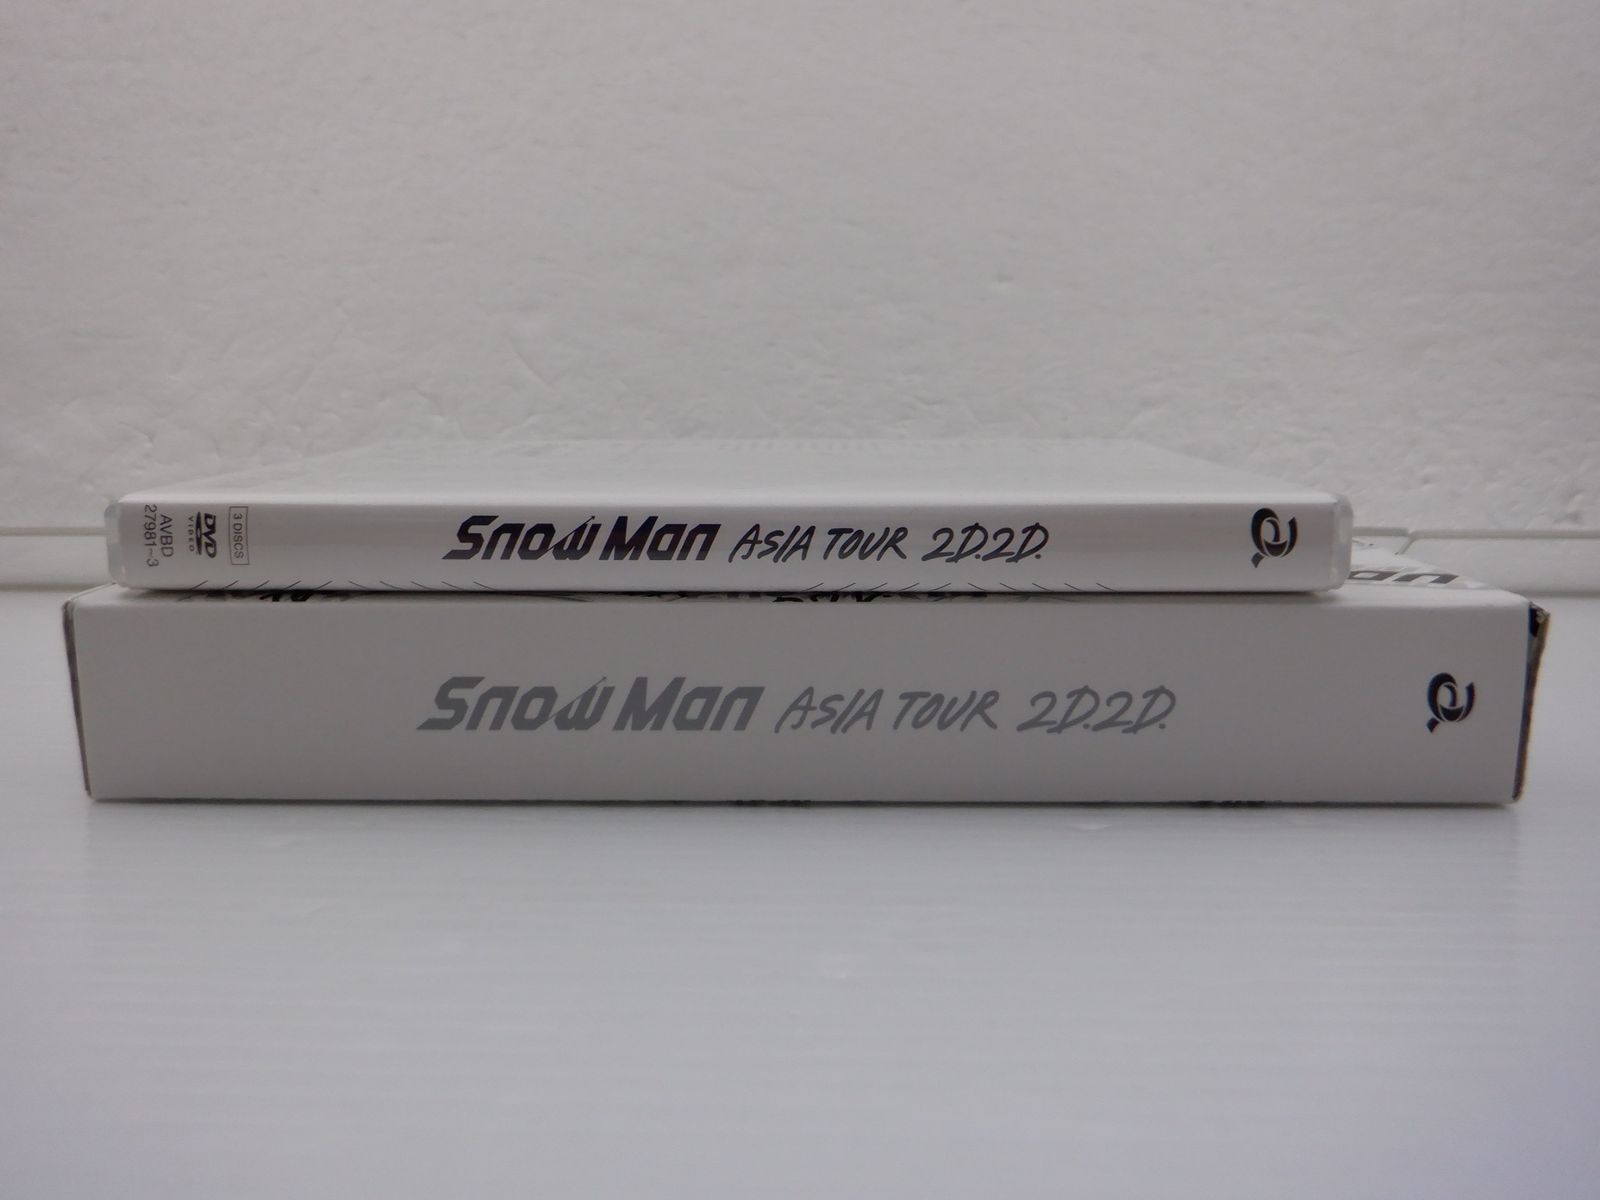 3 DISCS
DVD
VIDEO
AVBD
27981~3
Snow Man ASIA TOUR 2D.2D.
Snow Man ASIA TOUR 2D.2D.